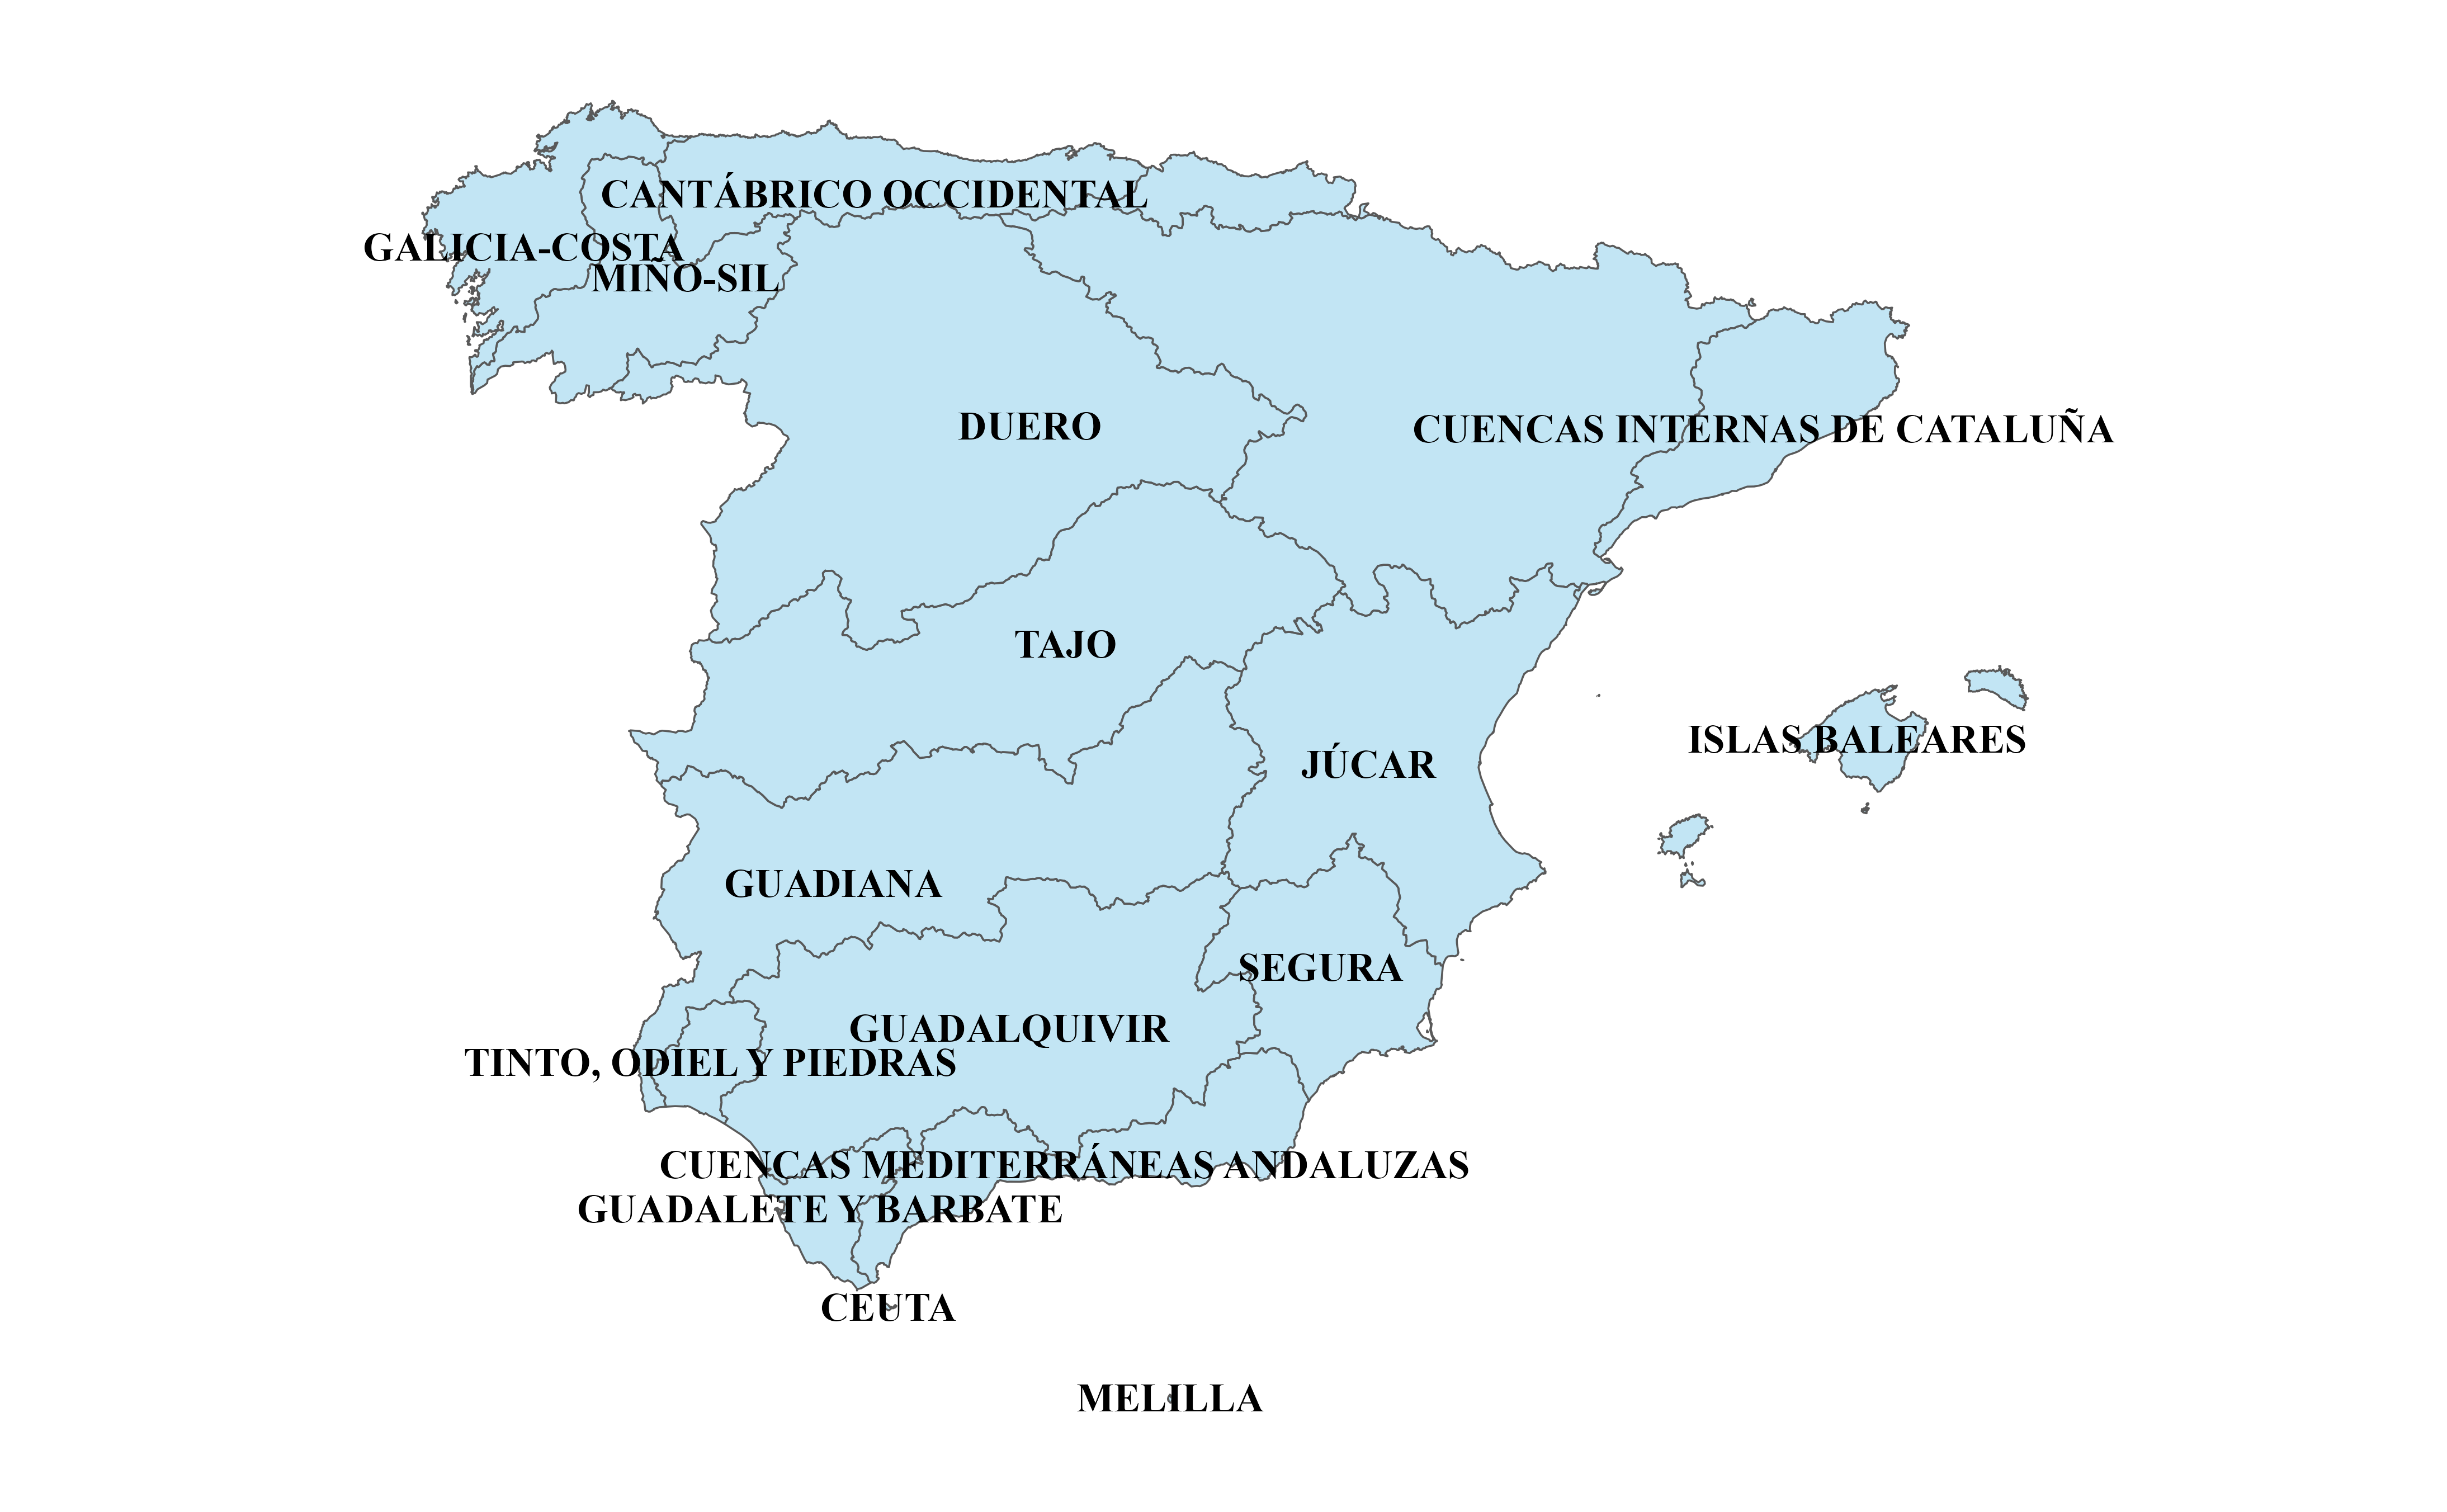 CANTÁBRICO OCCIDENTAL
GALICIA-COSTA
MIÑO-SIL
DUERO
CUENCAS INTERNAS DE CATALUÑA
TAJO
ISLAS BALEARES
JÚCAR
GUADIANA
SEGURA
GUADALQUIVIR
TINTO, ODIEL Y PIEDRAS
CUENCAS MEDITERRÁNEAS ANDALUZAS
GUADALETE Y BARBATE
CEUTA
MELILLA